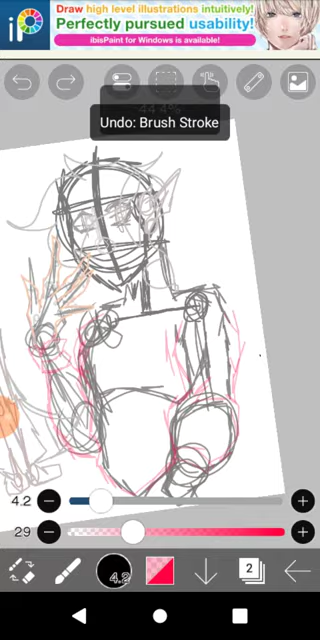 iP
Draw high level illustrations intuitively!
Perfectly pursued usability!
ibisPaint for Windows is available!
Undo: Brush Stroke
4.2
29
4.2
2